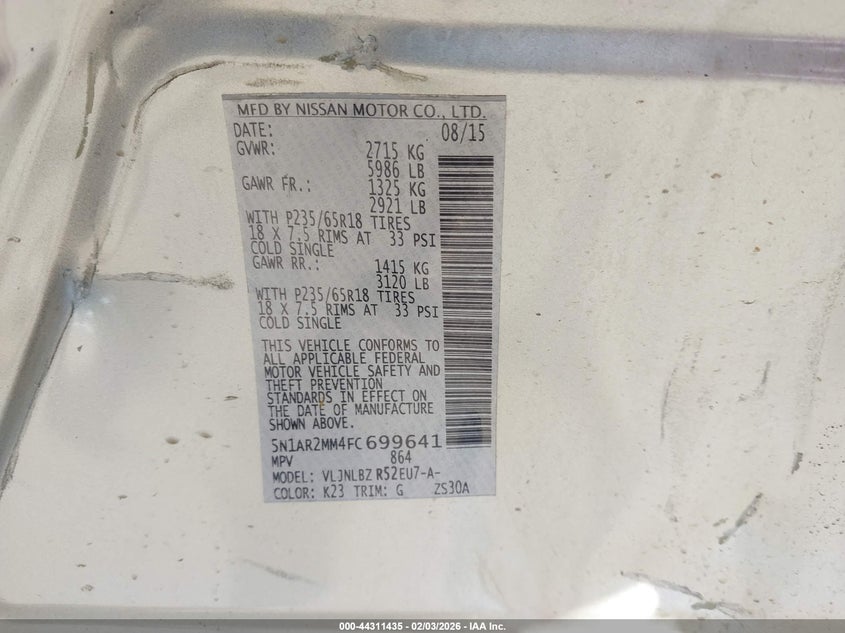 MFD BY NISSAN MOTOR CO., LTD.
DATE: 08/15
GVWR: 2715 KG
5986 LB
GAWR FR.: 1325 KG
2921 LB
WITH P235/65R18 TIRES
18 X 7.5 RIMS AT 33 PSI
COLD SINGLE
GAWR RR.: 1415 KG
3120 LB
WITH P235/65R18 TIRES
18 X 7.5 RIMS AT 33 PSI
COLD SINGLE
THIS VEHICLE CONFORMS TO
ALL APPLICABLE FEDERAL
MOTOR VEHICLE SAFETY AND
THEFT PREVENTION
STANDARDS IN EFFECT ON
THE DATE OF MANUFACTURE
SHOWN ABOVE.
5N1AR2MM4FC699641
MPV 864
MODEL: VLJNLBZ R52EU7-A-
COLOR: K23 TRIM: G ZS30A
000-44311435 - 02/03/2026 - IAA Inc.